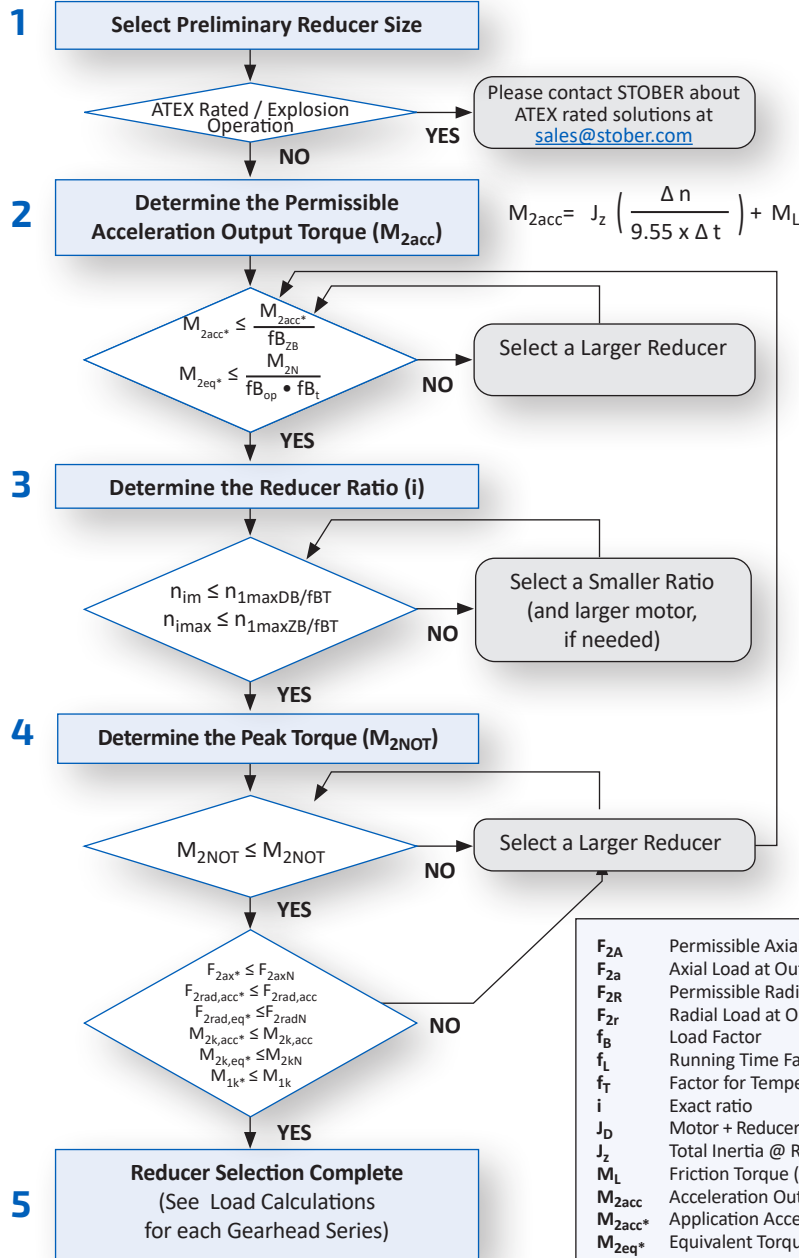 1
Select Preliminary Reducer Size
ATEX Rated / Explosion
Operation
YES
Please contact STOBER about
ATEX rated solutions at
sales@stober.com
NO
2
Determine the Permissible
Acceleration Output Torque (M2acc)
M2acc= Jz ( Δ n / 9.55 x Δ t ) + ML
M2acc* ≤ M2acc* / fBZB
M2eq* ≤ M2N / fBop • fBt
NO
Select a Larger Reducer
YES
3
Determine the Reducer Ratio (i)
nim ≤ n1maxDB/fBT
nimax ≤ n1maxZB/fBT
NO
Select a Smaller Ratio
(and larger motor,
if needed)
YES
4
Determine the Peak Torque (M2NOT)
M2NOT ≤ M2NOT
NO
Select a Larger Reducer
YES
F2ax* ≤ F2axN
F2rad,acc* ≤ F2rad,acc
F2rad,eq* ≤F2radN
M2k,acc* ≤ M2k,acc
M2k,eq* ≤M2kN
M1k* ≤ M1k
NO
YES
5
Reducer Selection Complete
(See Load Calculations
for each Gearhead Series)
F2A Permissible Axia
F2a Axial Load at Out
F2R Permissible Radi
F2r Radial Load at O
fB Load Factor
fL Running Time Fa
fT Factor for Tempe
i Exact ratio
JD Motor + Reducer
Jz Total Inertia @ R
ML Friction Torque (
M2acc Acceleration Out
M2acc* Application Acce
M2eq* Equivalent Torqu